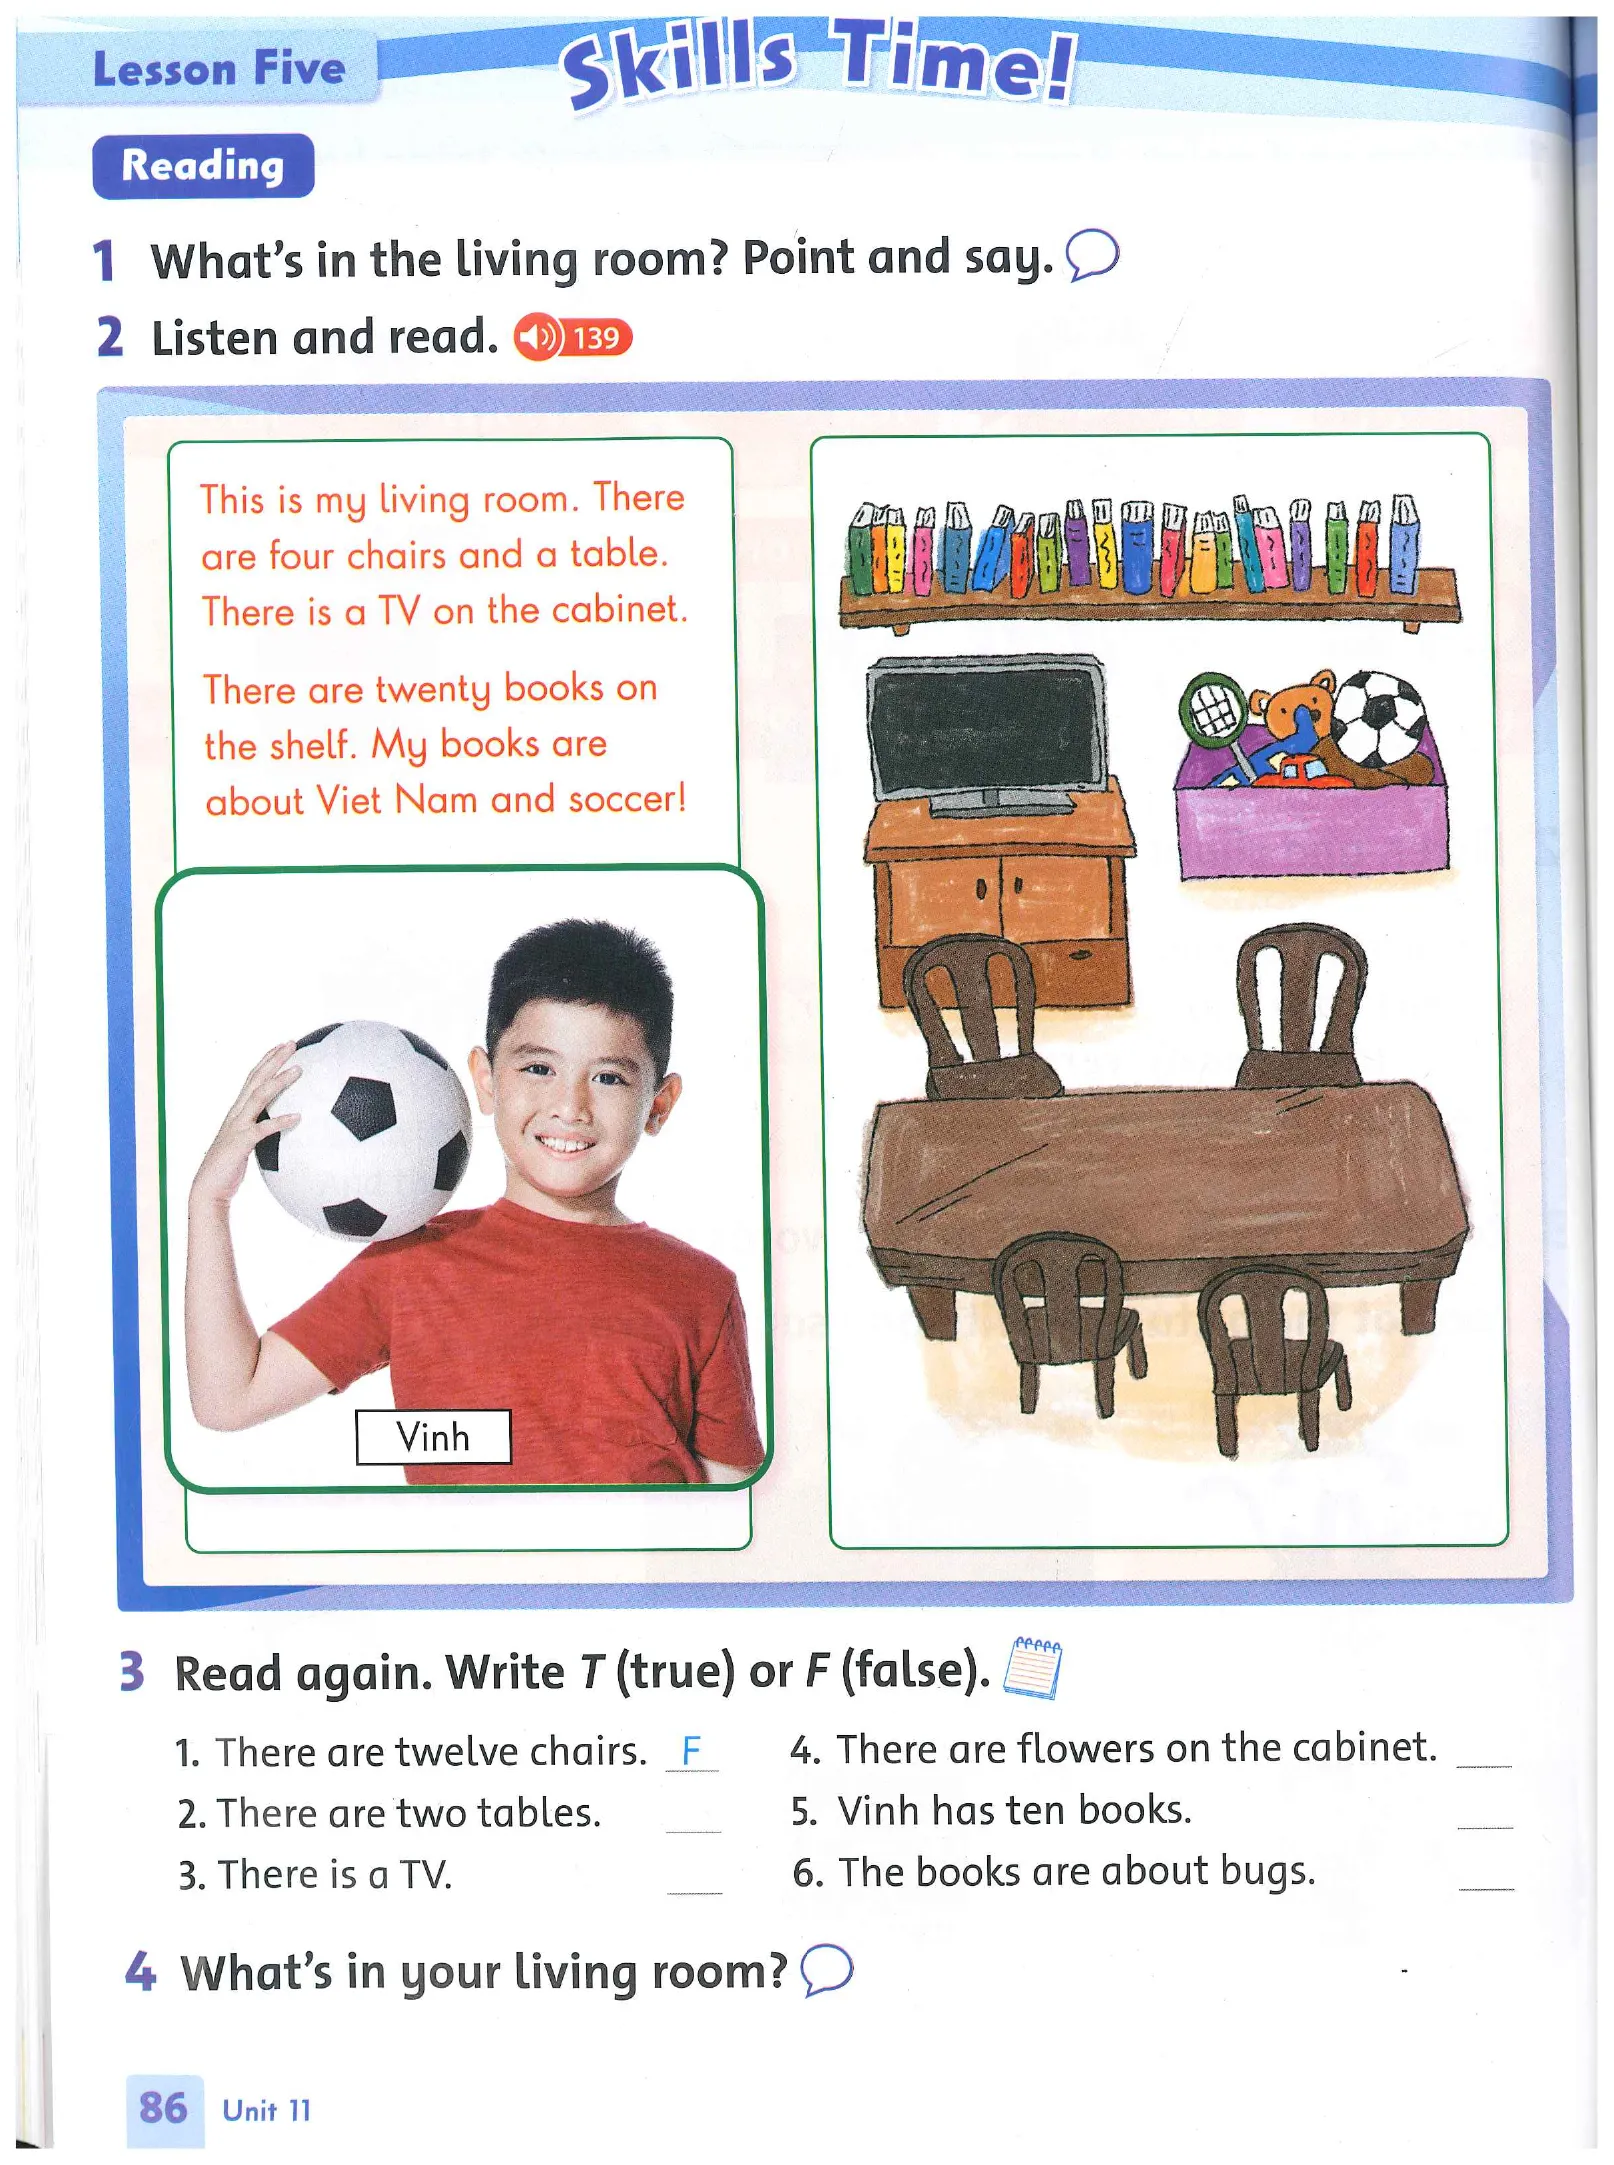 Lesson Five
Skills Time!
Reading
1 What's in the living room? Point and say.
2 Listen and read. 139
This is my living room. There
are four chairs and a table.
There is a TV on the cabinet.
There are twenty books on
the shelf. My books are
about Viet Nam and soccer!
Vinh
3 Read again. Write T (true) or F (false).
1. There are twelve chairs. F
2. There are two tables. ___
3. There is a TV. ___
4. There are flowers on the cabinet. ___
5. Vinh has ten books. ___
6. The books are about bugs. ___
4 What's in your living room?
86 Unit 11